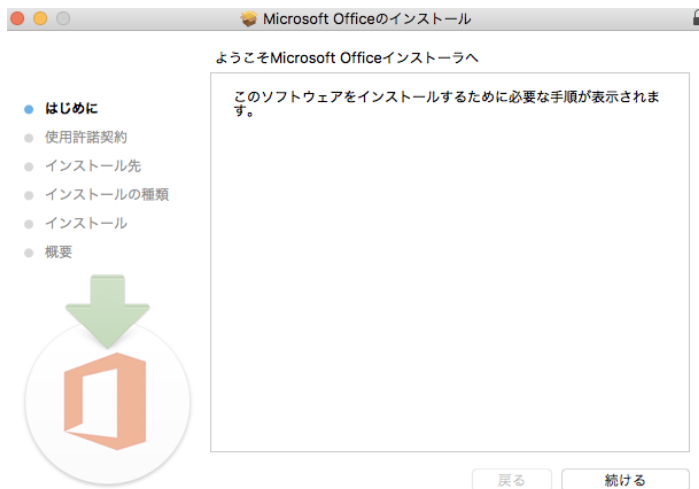 Microsoft Officeのインストール
ようこそMicrosoft Officeインストーラへ
はじめに
使用許諾契約
インストール先
インストールの種類
インストール
概要
このソフトウェアをインストールするために必要な手順が表示されま
す。
戻る
続ける